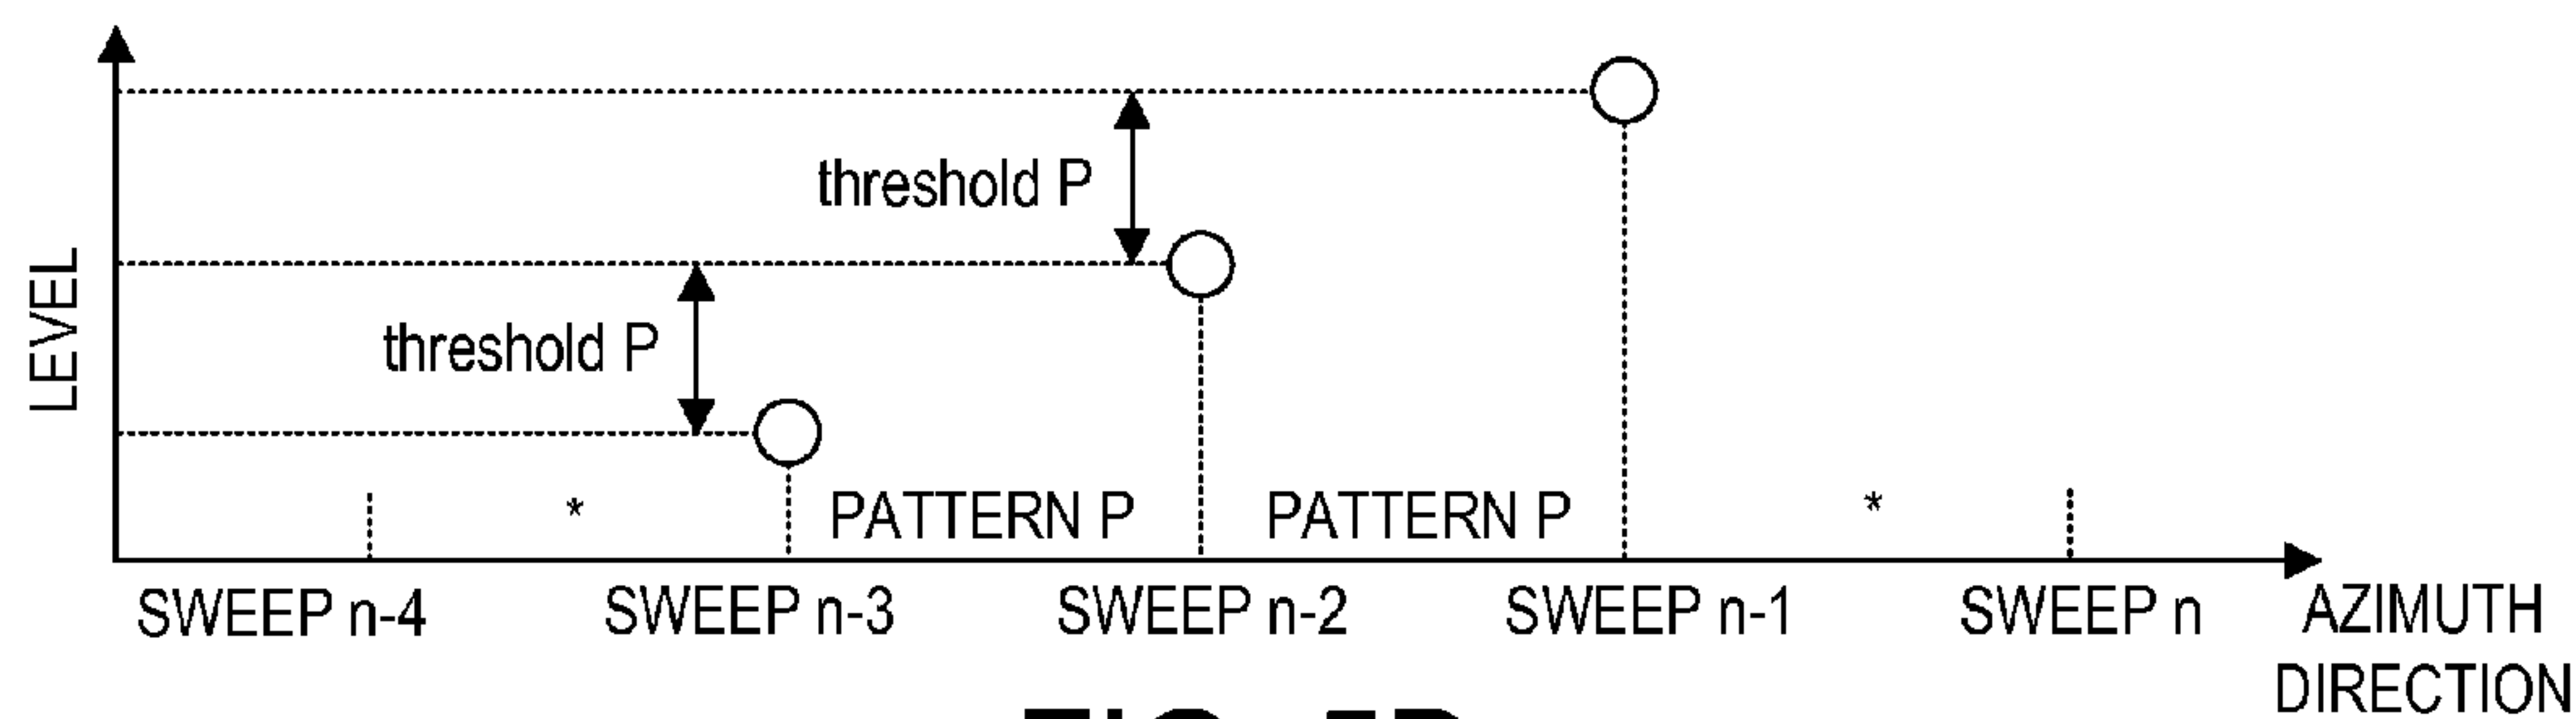 threshold P
LEVEL
threshold P
* PATTERN P PATTERN P *
SWEEP n-4 SWEEP n-3 SWEEP n-2 SWEEP n-1 SWEEP n AZIMUTH
DIRECTION